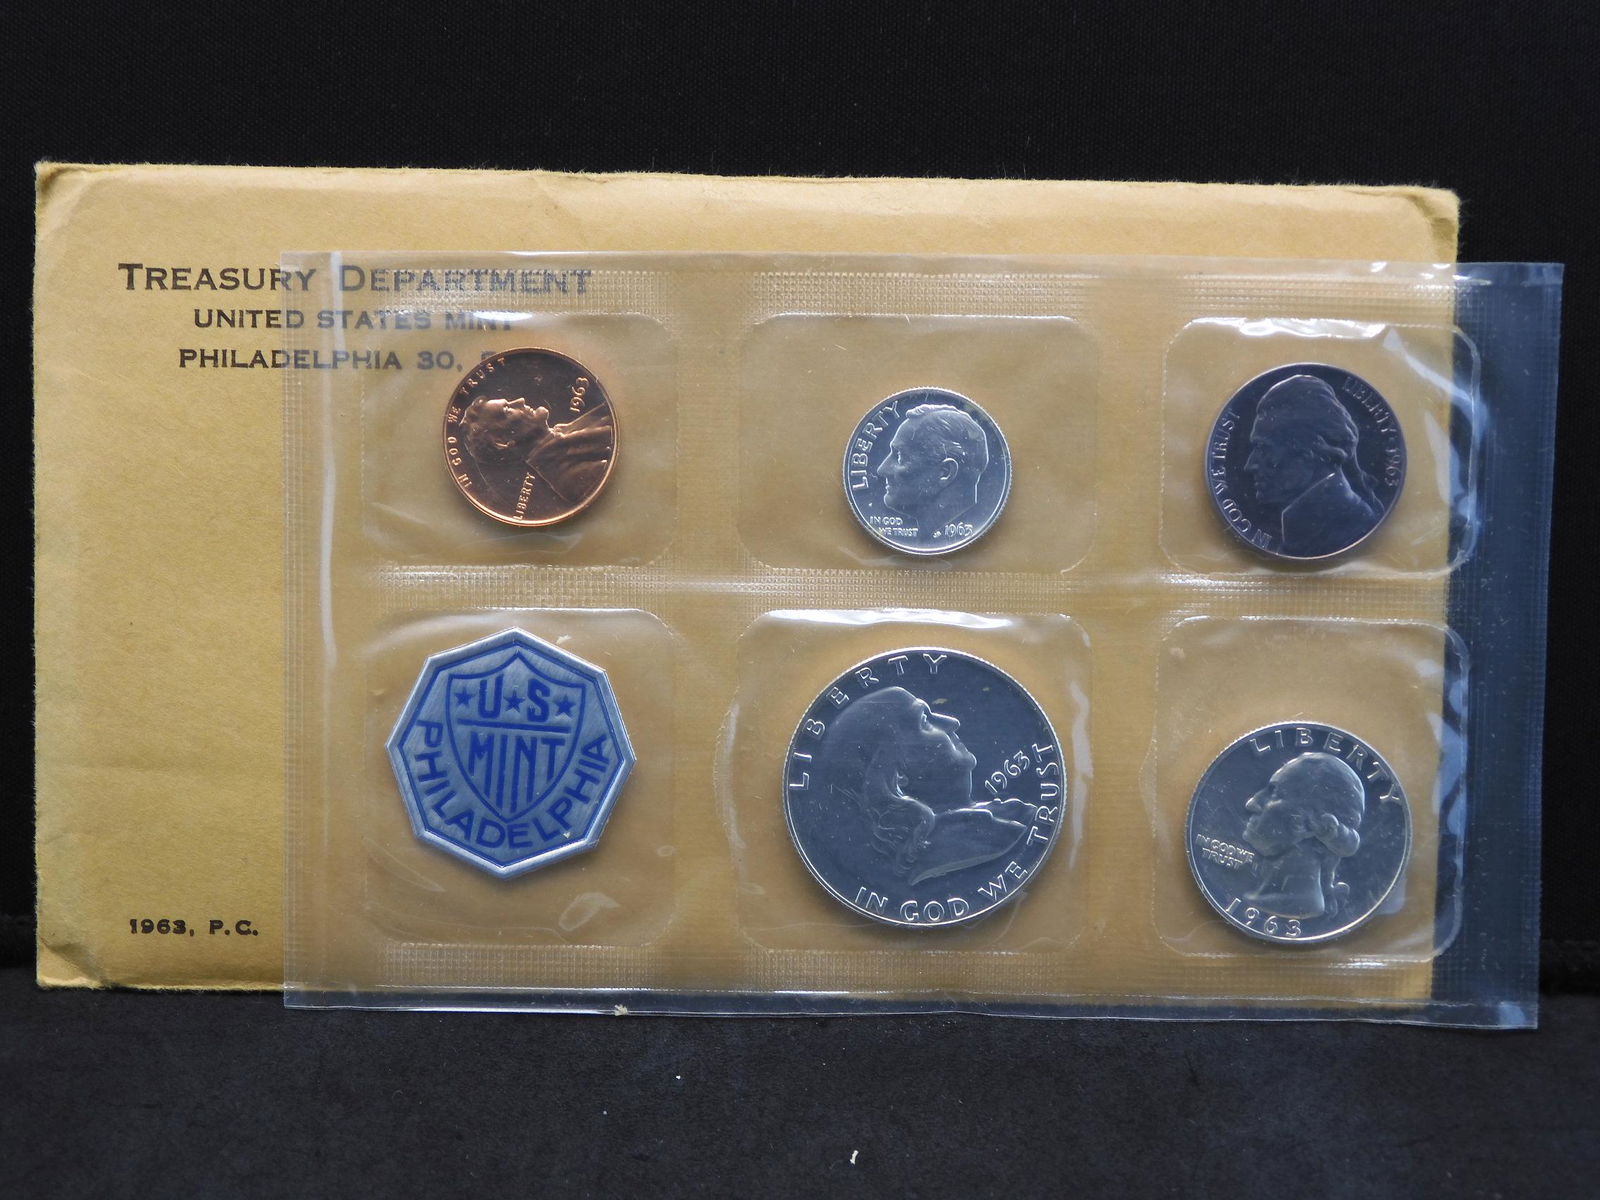 TREASURY DEPARTMENT
UNITED STATES MINT
PHILADELPHIA 30,
1963, P.C.
IN GOD WE TRUST
LIBERTY
1963
LIBERTY
IN GOD
WE TRUST
1963
IN GOD WE TRUST
LIBERTY
1963
U★S★
MINT
PHILADELPHIA
LIBERTY
1963
IN GOD WE TRUST
LIBERTY
IN GOD WE
TRUST
1963